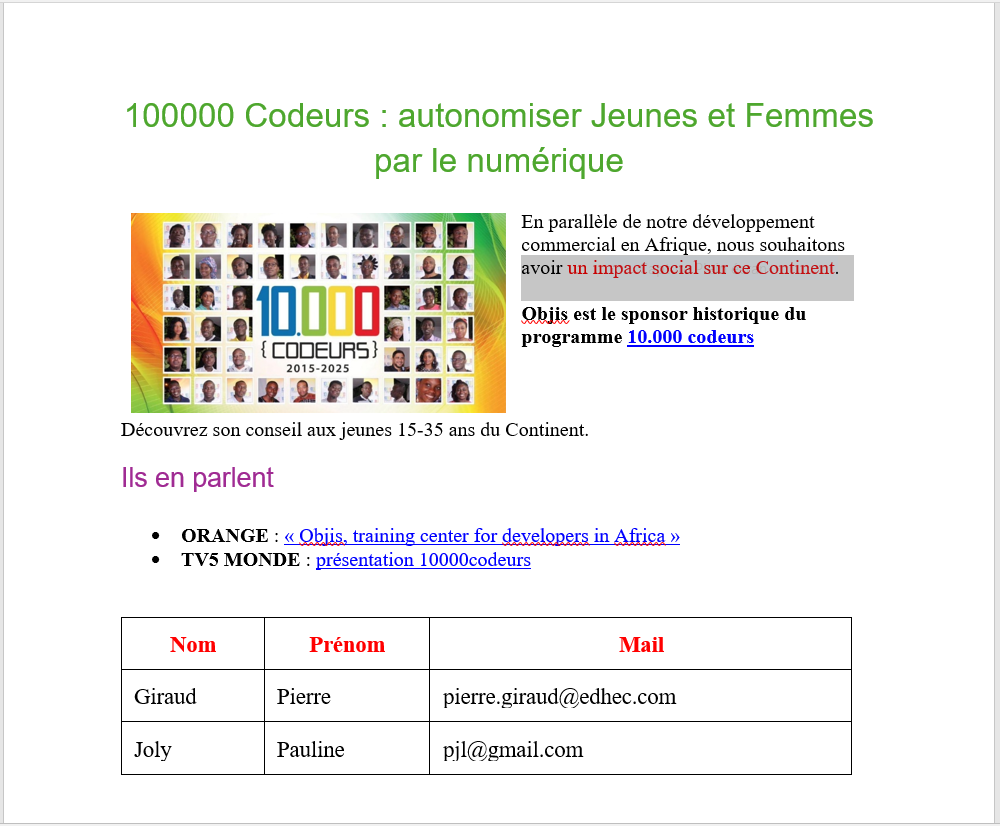 100000 Codeurs : autonomiser Jeunes et Femmes
par le numérique
10.000
{ CODEURS }
2015-2025
En parallèle de notre développement
commercial en Afrique, nous souhaitons
avoir un impact social sur ce Continent.
Objis est le sponsor historique du
programme 10.000 codeurs
Découvrez son conseil aux jeunes 15-35 ans du Continent.
Ils en parlent
• ORANGE : « Objis, training center for developers in Africa »
• TV5 MONDE : présentation 10000codeurs
Nom Prénom Mail
Giraud Pierre pierre.giraud@edhec.com
Joly Pauline pjl@gmail.com